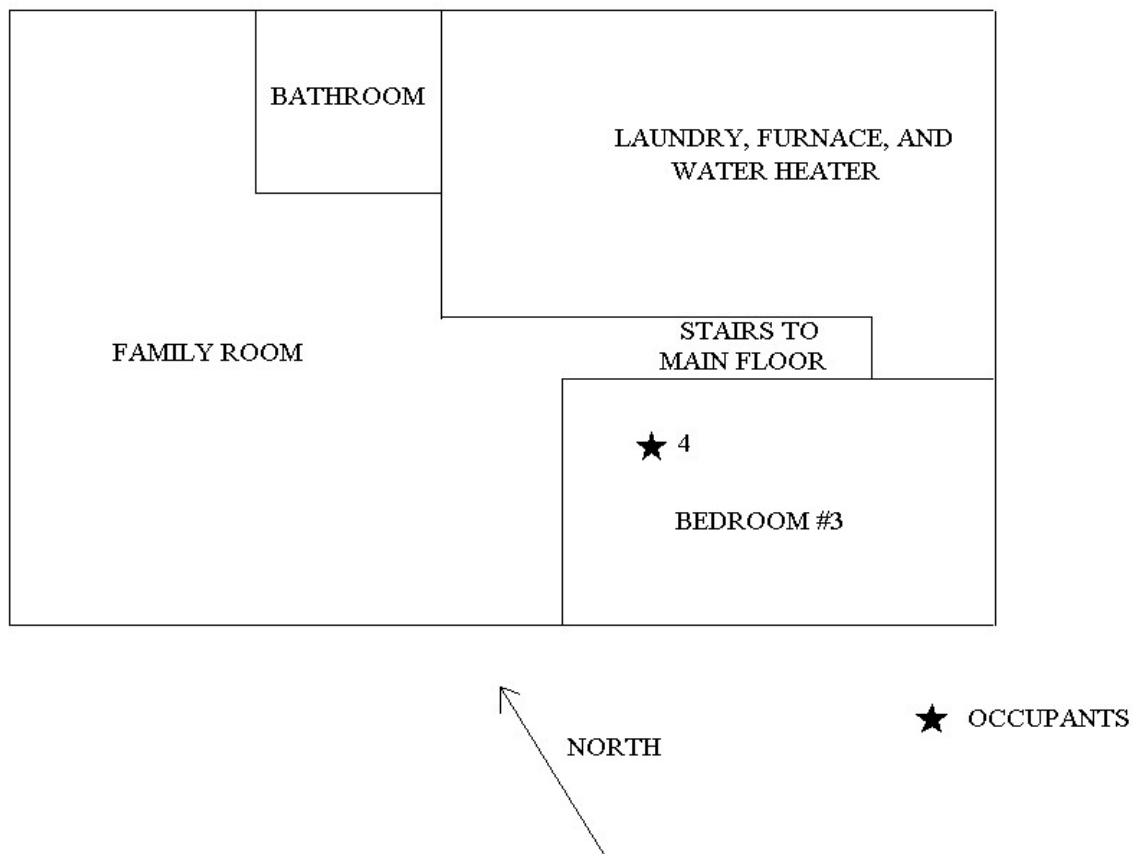 BATHROOM
LAUNDRY, FURNACE, AND
WATER HEATER
STAIRS TO
MAIN FLOOR
FAMILY ROOM
4
BEDROOM #3
OCCUPANTS
NORTH